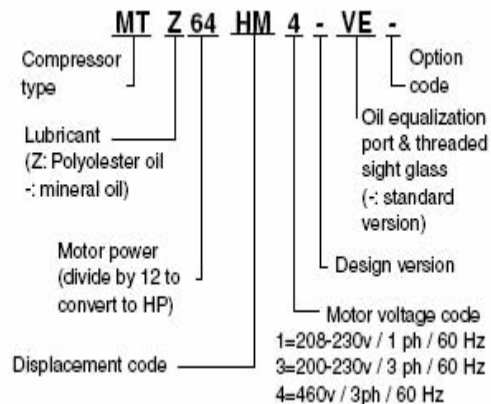 MT Z 64 HM 4 - VE -
Compressor
type
Option
code
Lubricant
(Z: Polyolester oil
-: mineral oil)
Oil equalization
port & threaded
sight glass
(-: standard
version)
Motor power
(divide by 12 to
convert to HP)
Design version
Displacement code
Motor voltage code
1=208-230v / 1 ph / 60 Hz
3=200-230v / 3 ph / 60 Hz
4=460v / 3ph / 60 Hz